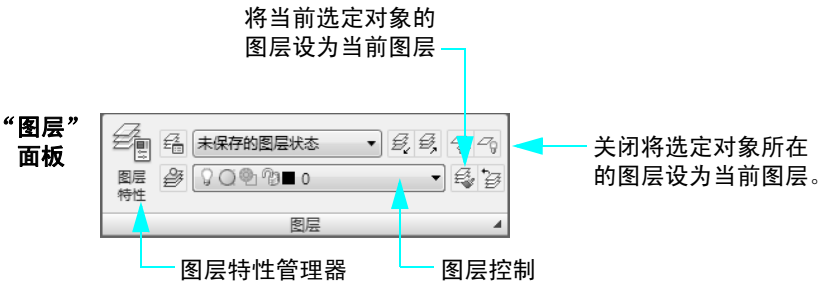 将当前选定对象的
图层设为当前图层
“图层”
面板
未保存的图层状态
关闭将选定对象所在
的图层设为当前图层。
图层
特性
0
图层
图层特性管理器
图层控制